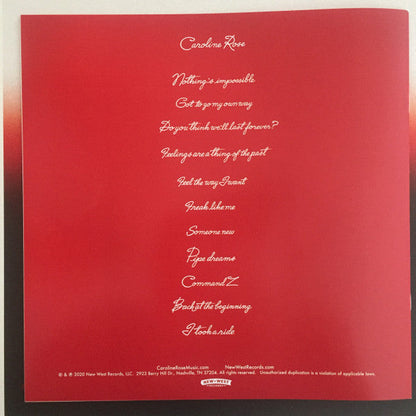 Caroline Rose
Nothing's impossible
Got to go my own way
Do you think we'll last forever?
Feelings are a thing of the past
Feel the way I want
Freak like me
Someone new
Pipe dreams
Command Z
Back at the beginning
I took a ride
CarolineRoseMusic.com NewWestRecords.com
℗ & © 2020 New West Records, LLC. 2923 Berry Hill Dr., Nashville, TN 37204. All rights reserved. Unauthorized duplication is a violation of applicable laws.
NEW·WEST
RECORDS